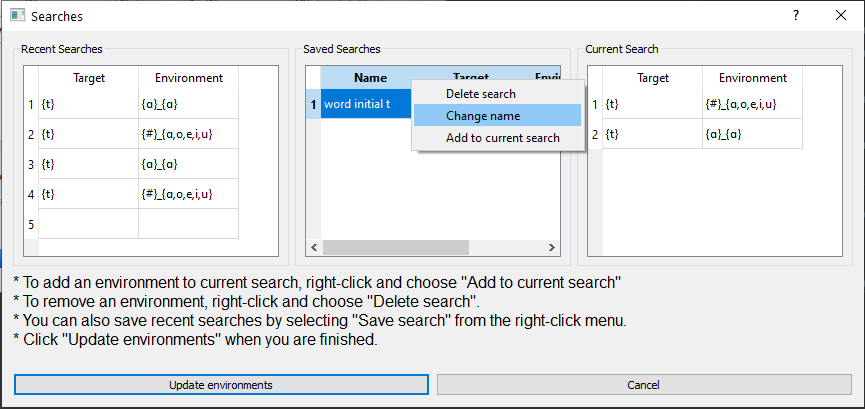 Searches
?
Recent Searches
Target Environment
1 {t} {ɑ}_{ɑ}
2 {t} {#}_{ɑ,o,e,i,u}
3 {t} {ɑ}_{ɑ}
4 {t} {#}_{ɑ,o,e,i,u}
5
Saved Searches
Name Target Envi
1 word initial t
Delete search
Change name
Add to current search
Current Search
Target Environment
1 {t} {#}_{ɑ,o,e,i,u}
2 {t} {ɑ}_{ɑ}
* To add an environment to current search, right-click and choose "Add to current search"
* To remove an environment, right-click and choose "Delete search".
* You can also save recent searches by selecting "Save search" from the right-click menu.
* Click "Update environments" when you are finished.
Update environments
Cancel